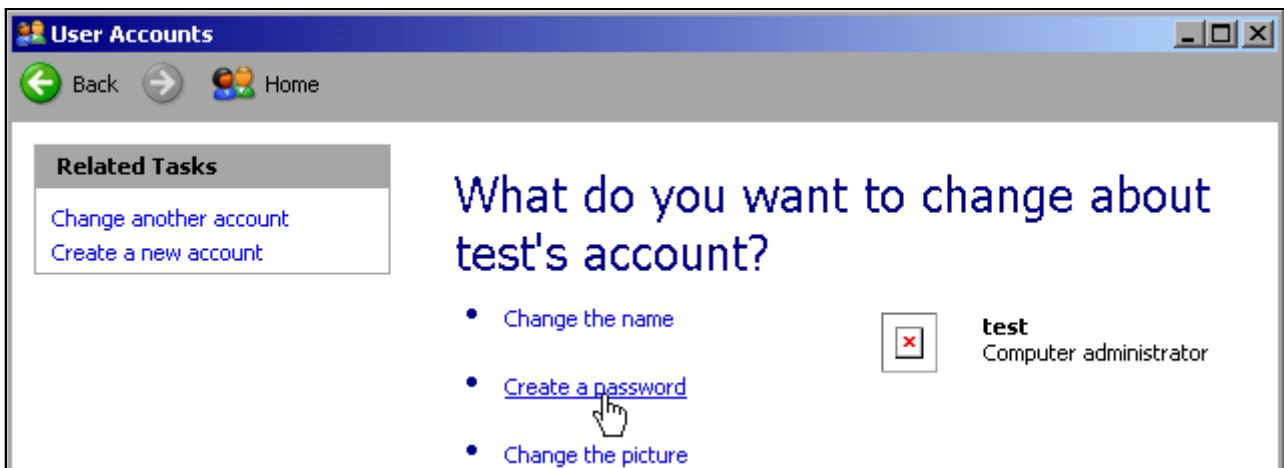 User Accounts
Back Home
Related Tasks
Change another account
Create a new account
What do you want to change about
test's account?
Change the name
Create a password
Change the picture
test
Computer administrator